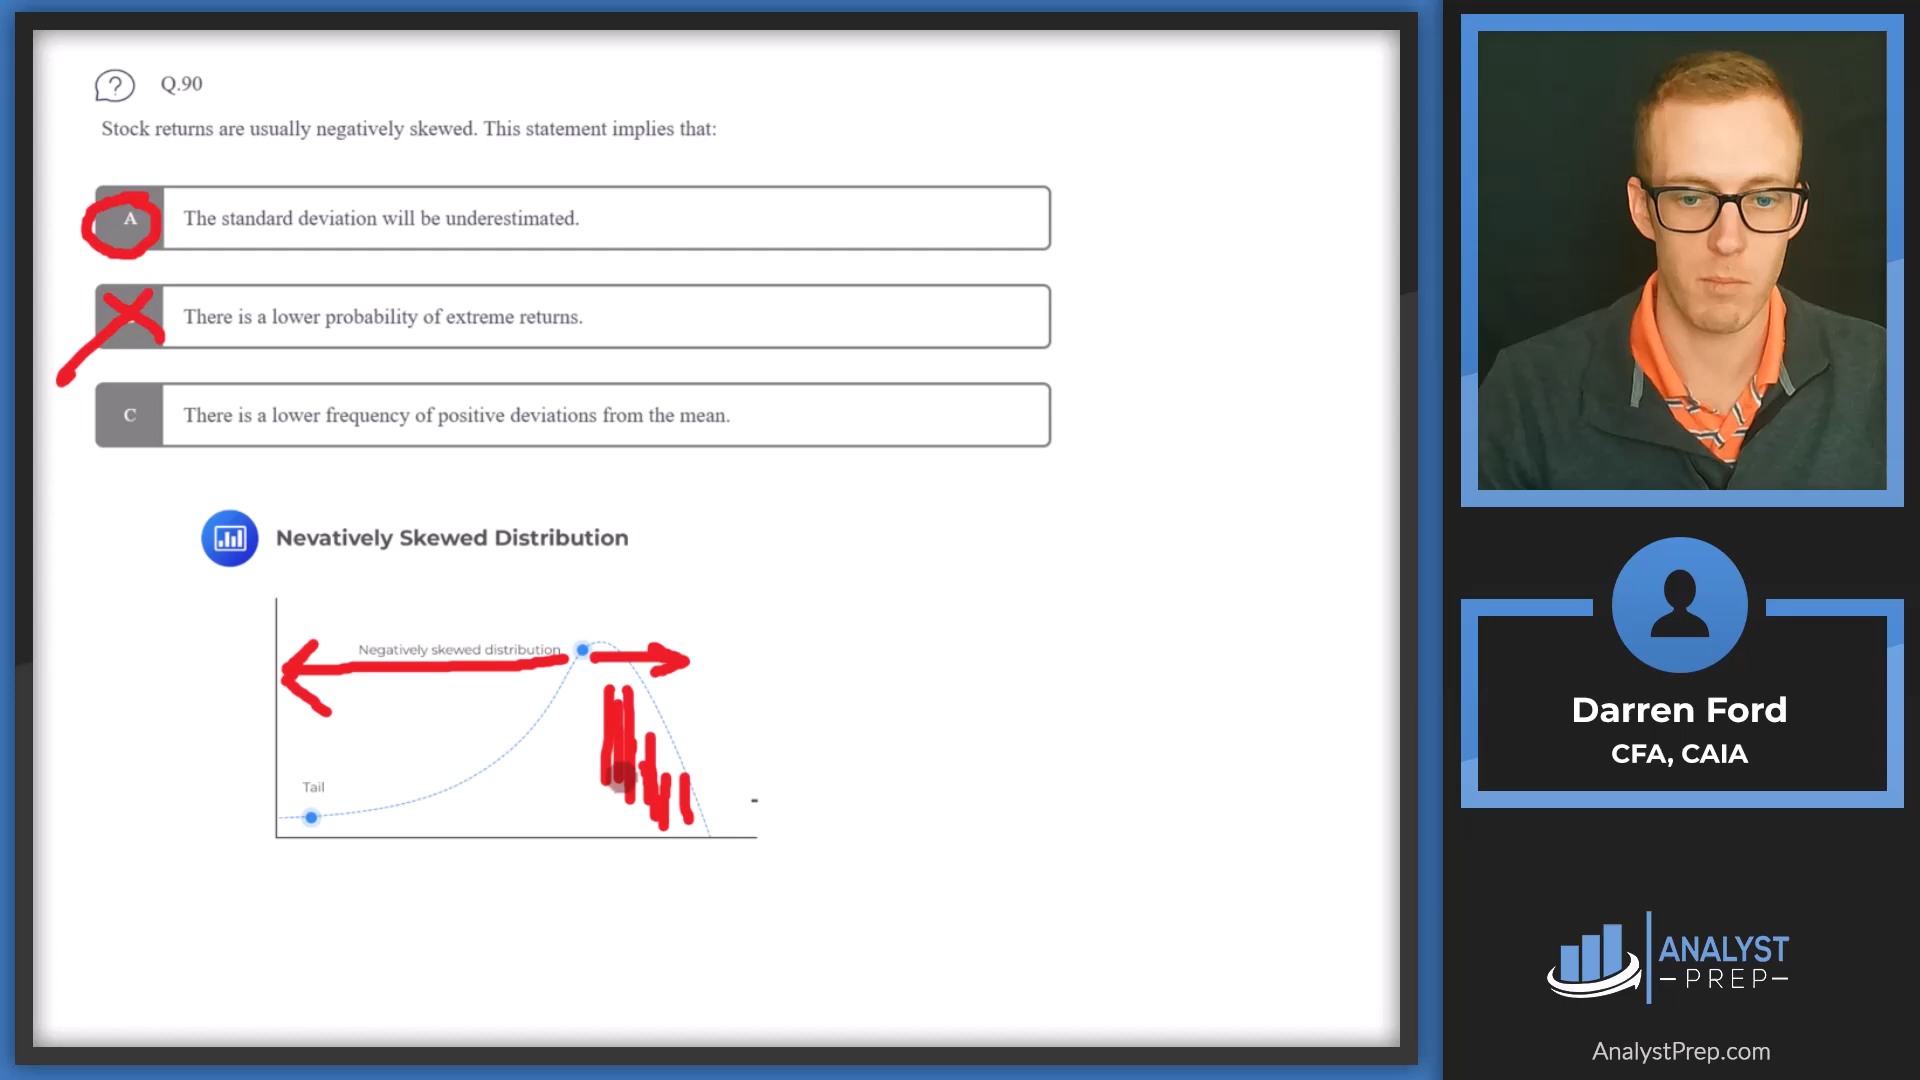 ?
Q.90
Stock returns are usually negatively skewed. This statement implies that:
A
The standard deviation will be underestimated.
There is a lower probability of extreme returns.
C
There is a lower frequency of positive deviations from the mean.
Nevatively Skewed Distribution
Negatively skewed distribution
Tail
Darren Ford
CFA, CAIA
ANALYST
PREP
AnalystPrep.com